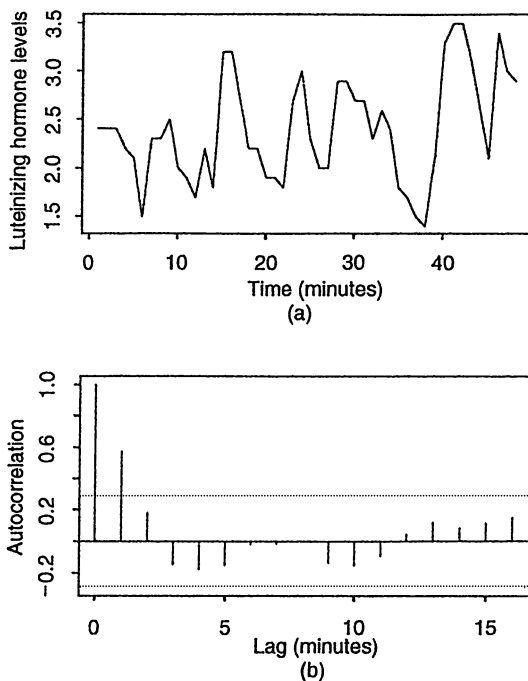 Luteinizing hormone levels
3.5
3.0
2.5
2.0
1.5
0 10 20 30 40
Time (minutes)
(a)
Autocorrelation
1.0
0.6
0.2
−0.2
0 5 10 15
Lag (minutes)
(b)